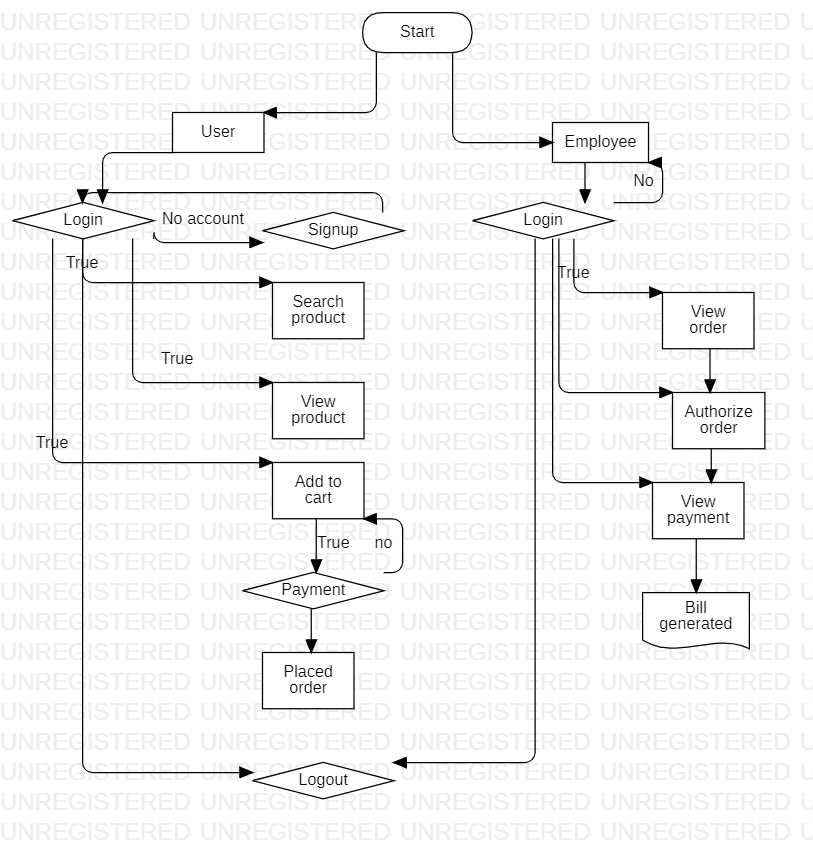 Start
User
Employee
No
Login
No account
Signup
Login
True
True
Search
product
View
order
True
View
product
Authorize
order
True
Add to
cart
View
payment
True
no
Payment
Bill
generated
Placed
order
Logout
UNREGISTERED